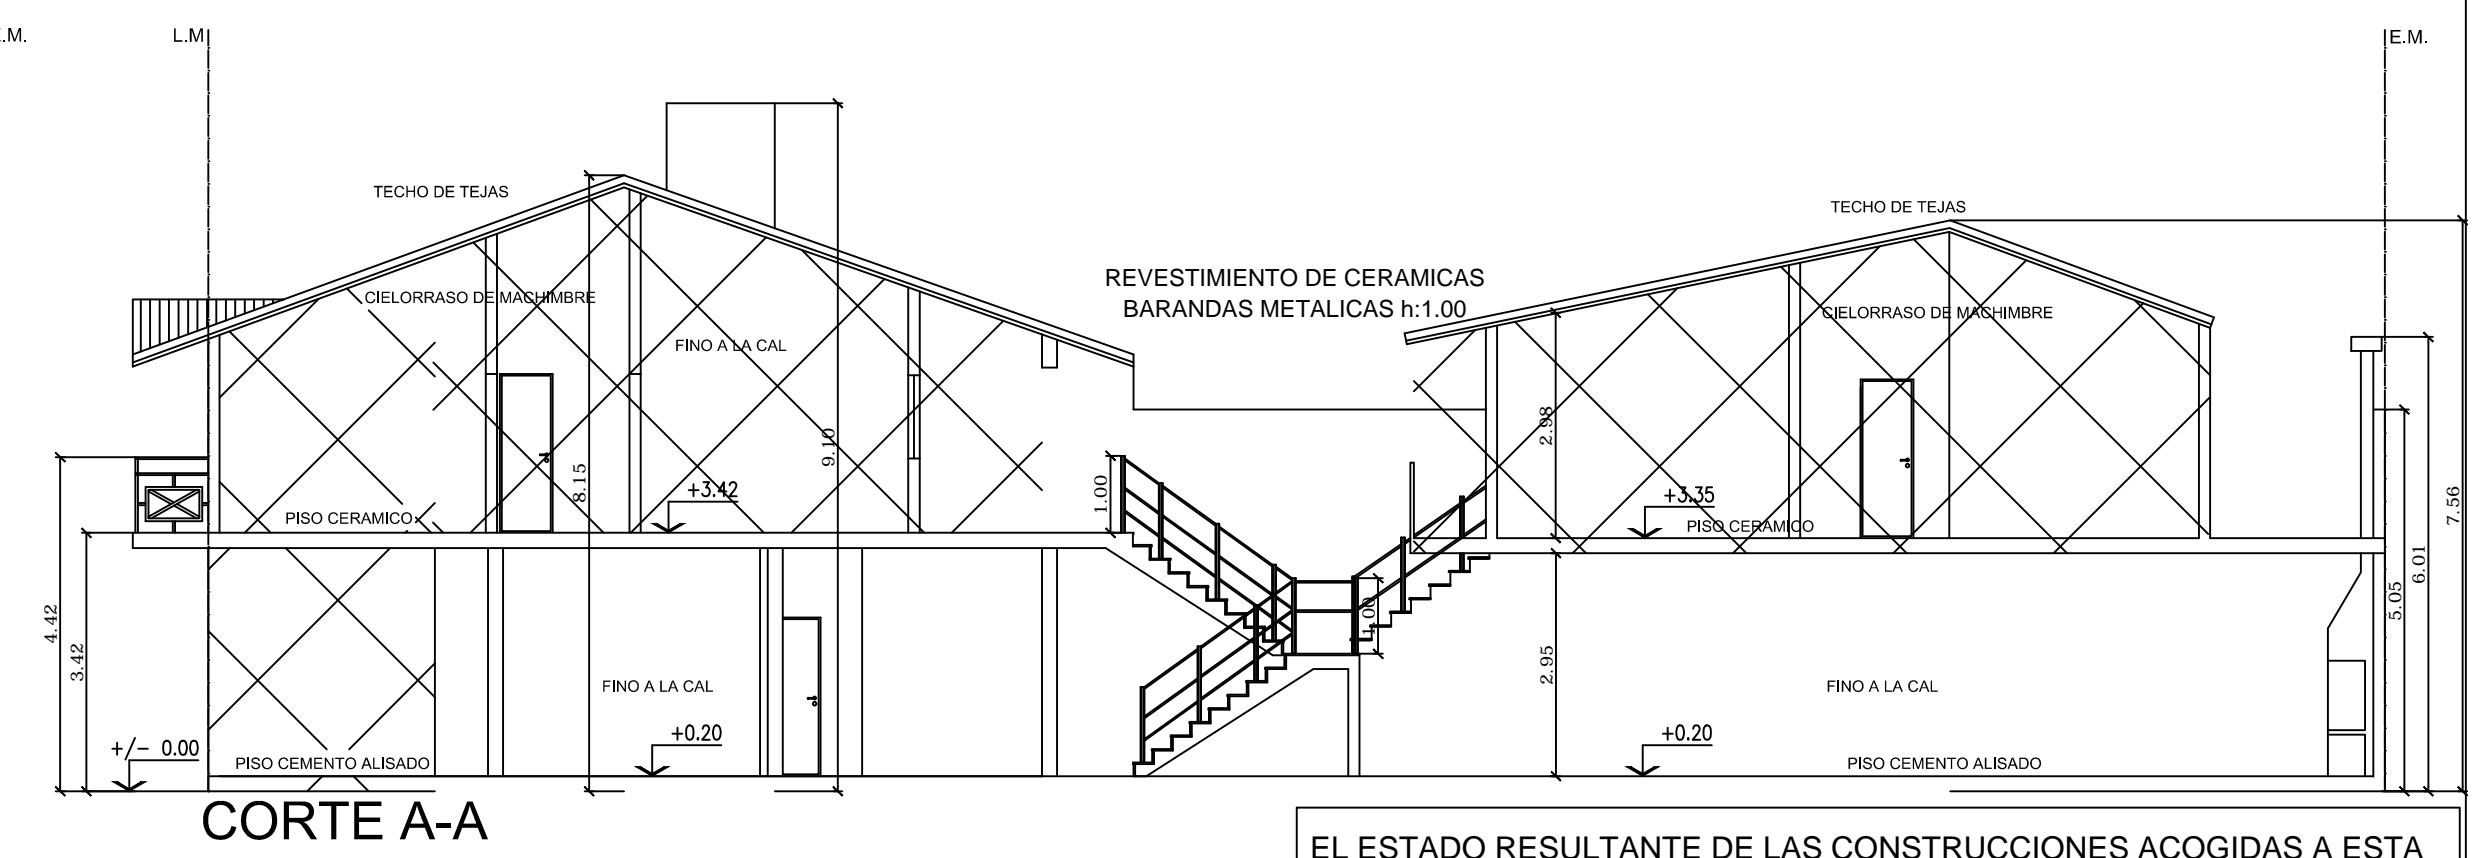 E.M.
L.M
E.M.
TECHO DE TEJAS
TECHO DE TEJAS
REVESTIMIENTO DE CERAMICAS
BARANDAS METALICAS h:1.00
CIELORRASO DE MACHIMBRE
CIELORRASO DE MACHIMBRE
FINO A LA CAL
2.98
9.10
8.15
1.00
+3.42
+3.35
7.56
PISO CERAMICO
PISO CERAMICO
6.01
5.05
4.42
3.42
1.00
2.95
FINO A LA CAL
FINO A LA CAL
+/- 0.00
+0.20
+0.20
PISO CEMENTO ALISADO
PISO CEMENTO ALISADO
CORTE A-A
EL ESTADO RESULTANTE DE LAS CONSTRUCCIONES ACOGIDAS A ESTA